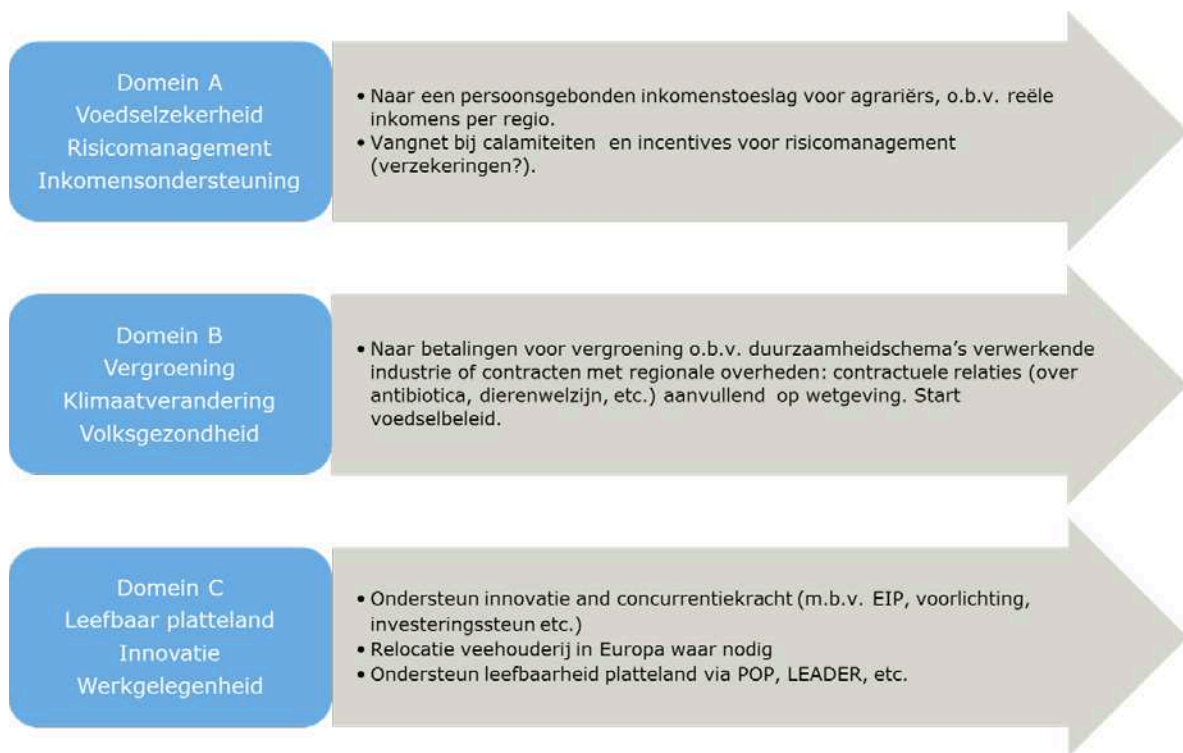 Domein A
Voedselzekerheid
Risicomanagement
Inkomensondersteuning
• Naar een persoonsgebonden inkomenstoeslag voor agrariërs, o.b.v. reële
inkomens per regio.
• Vangnet bij calamiteiten en incentives voor risicomanagement
(verzekeringen?).
Domein B
Vergroening
Klimaatverandering
Volksgezondheid
• Naar betalingen voor vergroening o.b.v. duurzaamheidschema's verwerkende
industrie of contracten met regionale overheden: contractuele relaties (over
antibiotica, dierenwelzijn, etc.) aanvullend op wetgeving. Start
voedselbeleid.
Domein C
Leefbaar platteland
Innovatie
Werkgelegenheid
• Ondersteun innovatie and concurrentiekracht (m.b.v. EIP, voorlichting,
investeringssteun etc.)
• Relocatie veehouderij in Europa waar nodig
• Ondersteun leefbaarheid platteland via POP, LEADER, etc.